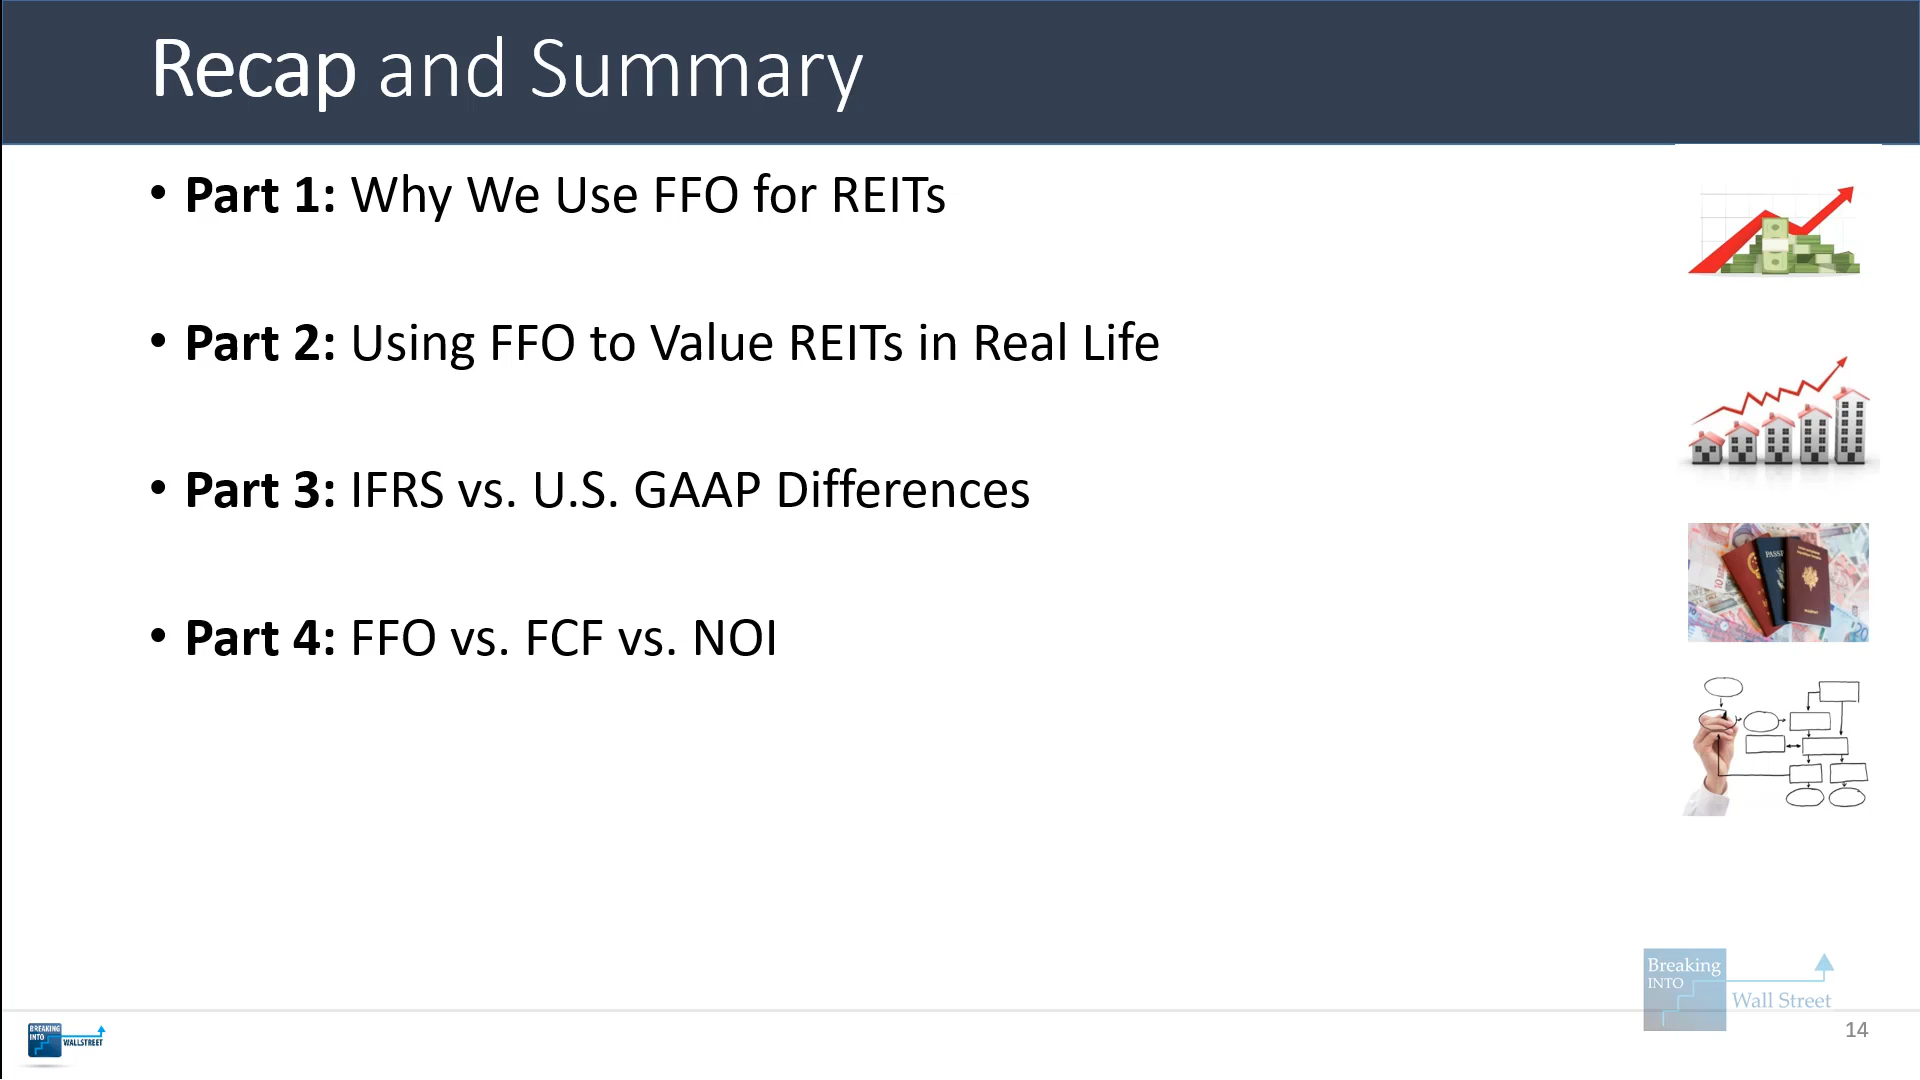 Recap and Summary
• Part 1: Why We Use FFO for REITs
• Part 2: Using FFO to Value REITs in Real Life
• Part 3: IFRS vs. U.S. GAAP Differences
• Part 4: FFO vs. FCF vs. NOI
Breaking
INTO
Wall Street
BREAKING
INTO
WALLSTREET
14